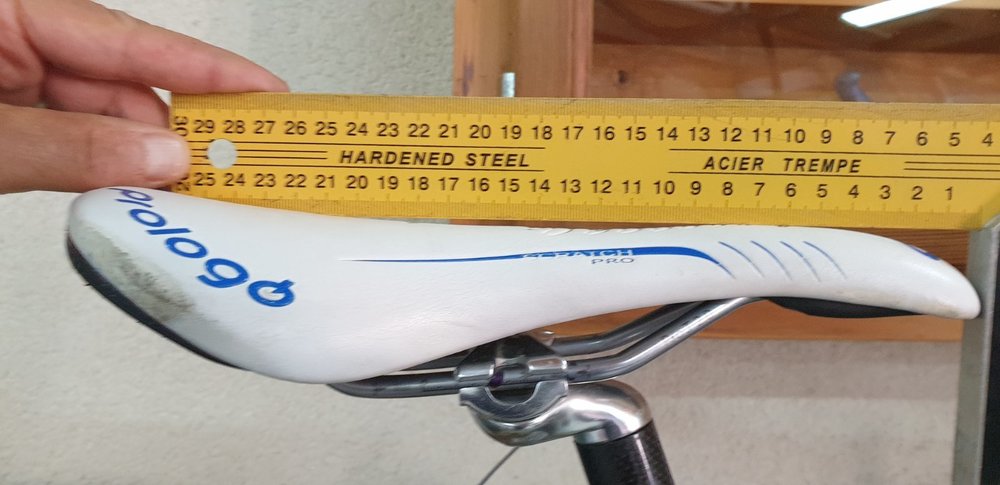 30 29 28 27 26 25 24 23 22 21 20 19 18 17 16 15 14 13 12 11 10 9 8 7 6 5 4
HARDENED STEEL ACIER TREMPE
25 24 23 22 21 20 19 18 17 16 15 14 13 12 11 10 9 8 7 6 5 4 3 2 1
prologo
SCRATCH
PRO